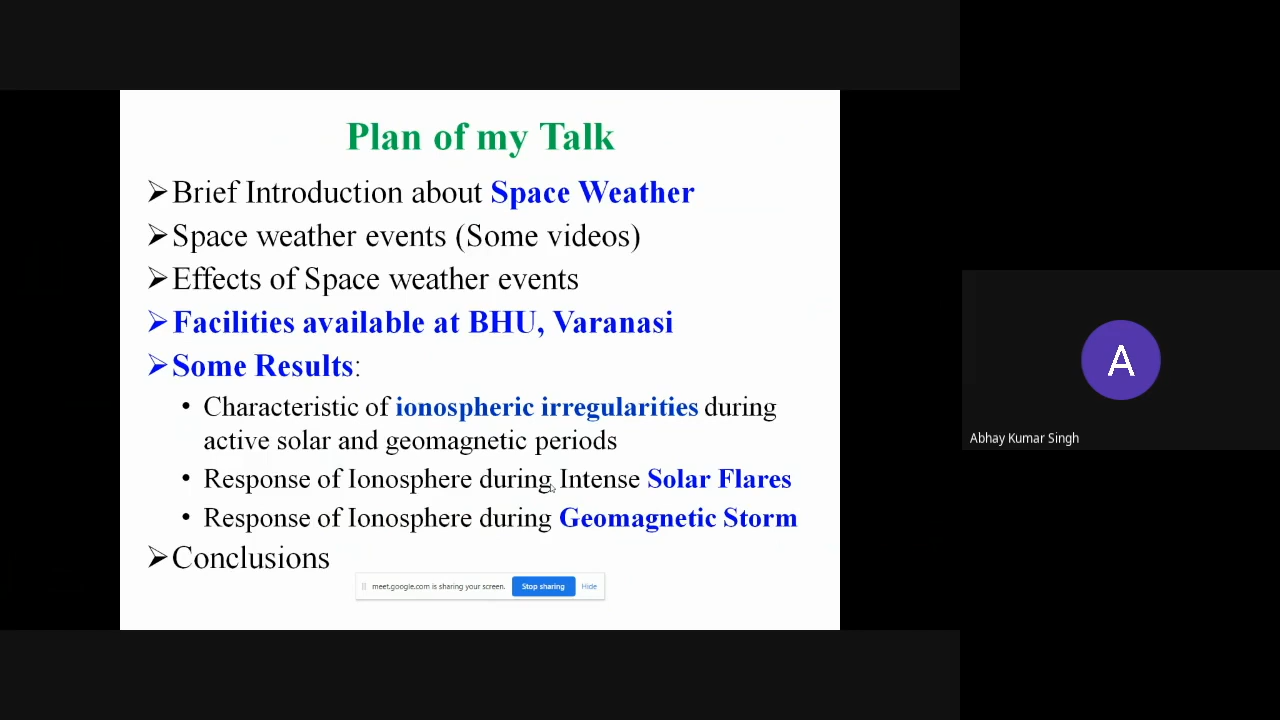 Plan of my Talk
➢Brief Introduction about Space Weather
➢Space weather events (Some videos)
➢Effects of Space weather events
➢Facilities available at BHU, Varanasi
➢Some Results:
• Characteristic of ionospheric irregularities during
active solar and geomagnetic periods
• Response of Ionosphere during Intense Solar Flares
• Response of Ionosphere during Geomagnetic Storm
➢Conclusions
meet.google.com is sharing your screen. Stop sharing Hide
A
Abhay Kumar Singh